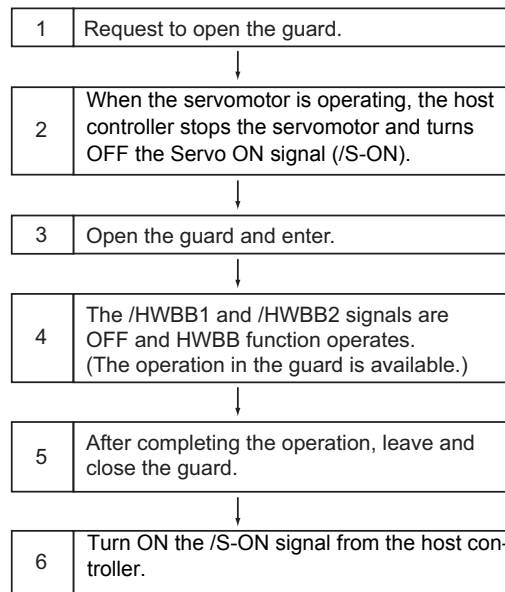 1 Request to open the guard.
2 When the servomotor is operating, the host
controller stops the servomotor and turns
OFF the Servo ON signal (/S-ON).
3 Open the guard and enter.
4 The /HWBB1 and /HWBB2 signals are
OFF and HWBB function operates.
(The operation in the guard is available.)
5 After completing the operation, leave and
close the guard.
6 Turn ON the /S-ON signal from the host con-
troller.